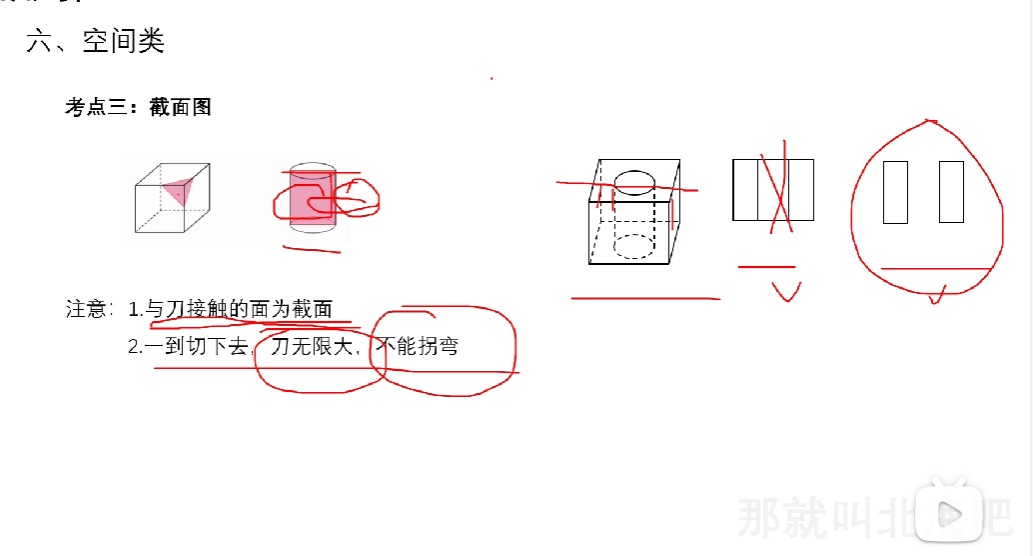 六、空间类
考点三：截面图
注意：1.与刀接触的面为截面
2.一到切下去，刀无限大，不能拐弯
那就叫北 吧